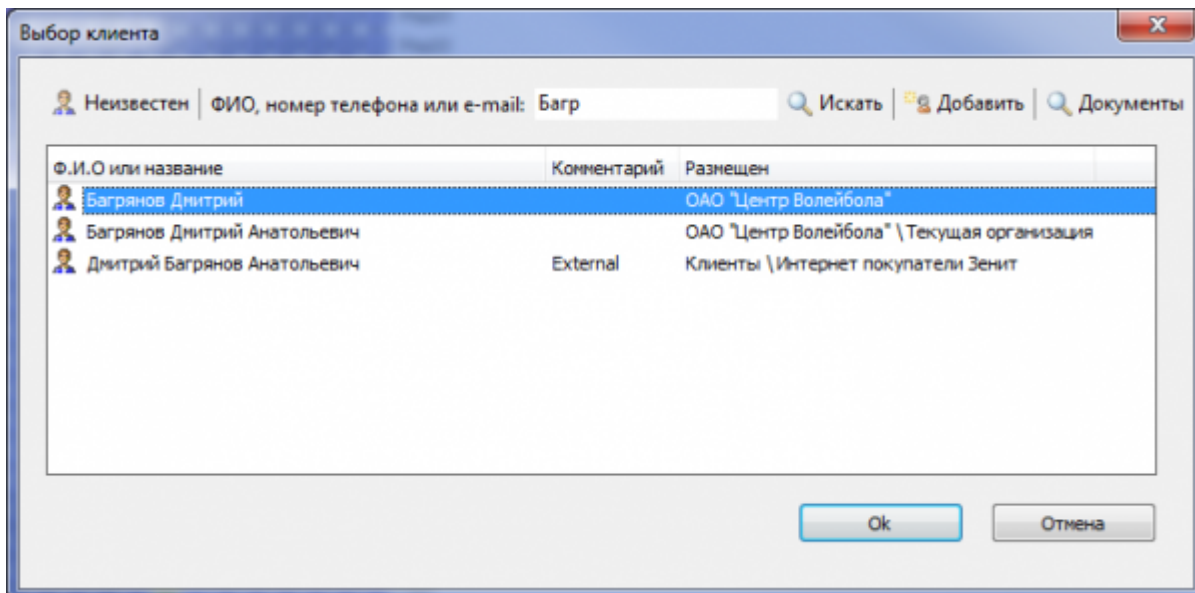 Выбор клиента
Неизвестен ФИО, номер телефона или e-mail: Багр Искать Добавить Документы
Ф.И.О или название Комментарий Размещен
Багрянов Дмитрий ОАО "Центр Волейбола"
Багрянов Дмитрий Анатольевич ОАО "Центр Волейбола" \ Текущая организация
Дмитрий Багрянов Анатольевич External Клиенты \ Интернет покупатели Зенит
Ok Отмена